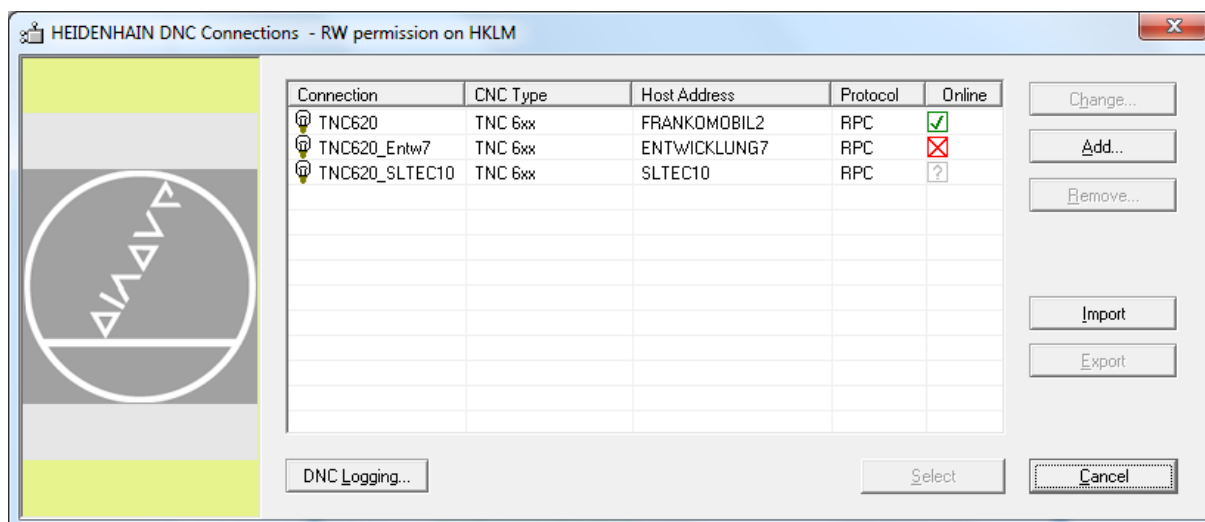 HEIDENHAIN DNC Connections - RW permission on HKLM
Connection CNC Type Host Address Protocol Online
TNC620 TNC 6xx FRANKOMOBIL2 RPC
TNC620_Entw7 TNC 6xx ENTWICKLUNG7 RPC
TNC620_SLTEC10 TNC 6xx SLTEC10 RPC ?
Change...
Add...
Remove...
Import
Export
DNC Logging...
Select
Cancel